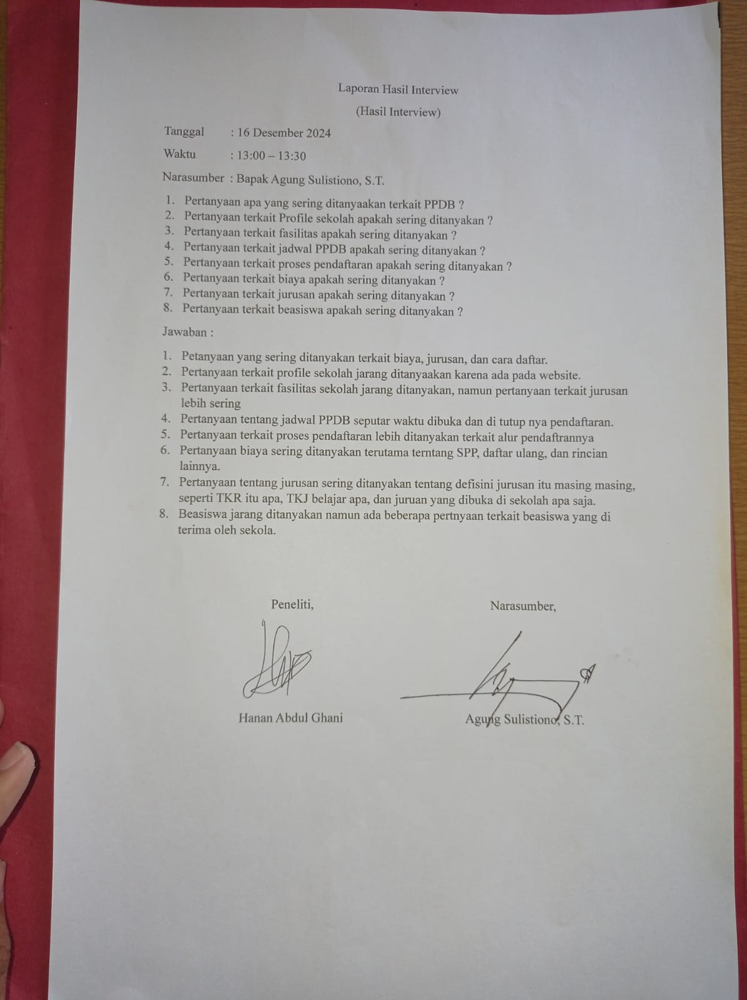 Laporan Hasil Interview
(Hasil Interview)
Tanggal : 16 Desember 2024
Waktu : 13:00 – 13:30
Narasumber : Bapak Agung Sulistiono, S.T.
1. Pertanyaan apa yang sering ditanyaakan terkait PPDB ?
2. Pertanyaan terkait Profile sekolah apakah sering ditanyakan ?
3. Pertanyaan terkait fasilitas apakah sering ditanyakan ?
4. Pertanyaan terkait jadwal PPDB apakah sering ditanyakan ?
5. Pertanyaan terkait proses pendaftaran apakah sering ditanyakan ?
6. Pertanyaan terkait biaya apakah sering ditanyakan ?
7. Pertanyaan terkait jurusan apakah sering ditanyakan ?
8. Pertanyaan terkait beasiswa apakah sering ditanyakan ?
Jawaban :
1. Petanyaan yang sering ditanyakan terkait biaya, jurusan, dan cara daftar.
2. Pertanyaan terkait profile sekolah jarang ditanyaakan karena ada pada website.
3. Pertanyaan terkait fasilitas sekolah jarang ditanyakan, namun pertanyaan terkait jurusan
lebih sering
4. Pertanyaan tentang jadwal PPDB seputar waktu dibuka dan di tutup nya pendaftaran.
5. Pertanyaan terkait proses pendaftaran lebih ditanyakan terkait alur pendaftrannya
6. Pertanyaan biaya sering ditanyakan terutama terntang SPP, daftar ulang, dan rincian
lainnya.
7. Pertanyaan tentang jurusan sering ditanyakan tentang defisini jurusan itu masing masing,
seperti TKR itu apa, TKJ belajar apa, dan juruan yang dibuka di sekolah apa saja.
8. Beasiswa jarang ditanyakan namun ada beberapa pertnyaan terkait beasiswa yang di
terima oleh sekola.
Peneliti, Narasumber,
Hanan Abdul Ghani Agung Sulistiono, S.T.